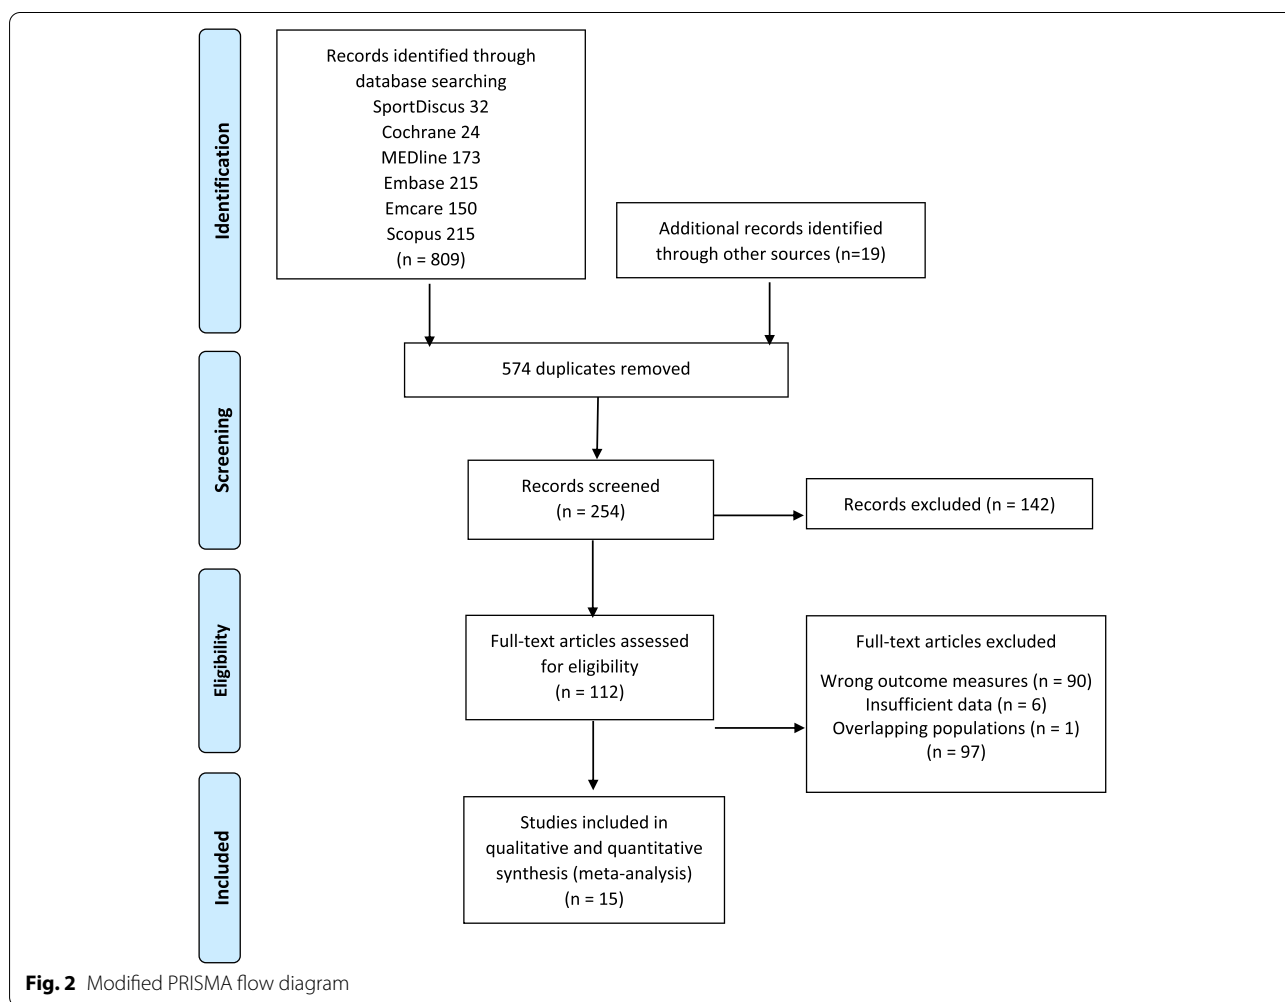 Identification
Records identified through
database searching
SportDiscus 32
Cochrane 24
MEDline 173
Embase 215
Emcare 150
Scopus 215
(n = 809)
Additional records identified
through other sources (n=19)
574 duplicates removed
Screening
Records screened
(n = 254)
Records excluded (n = 142)
Eligibility
Full-text articles assessed
for eligibility
(n = 112)
Full-text articles excluded
Wrong outcome measures (n = 90)
Insufficient data (n = 6)
Overlapping populations (n = 1)
(n = 97)
Included
Studies included in
qualitative and quantitative
synthesis (meta-analysis)
(n = 15)
Fig. 2 Modified PRISMA flow diagram